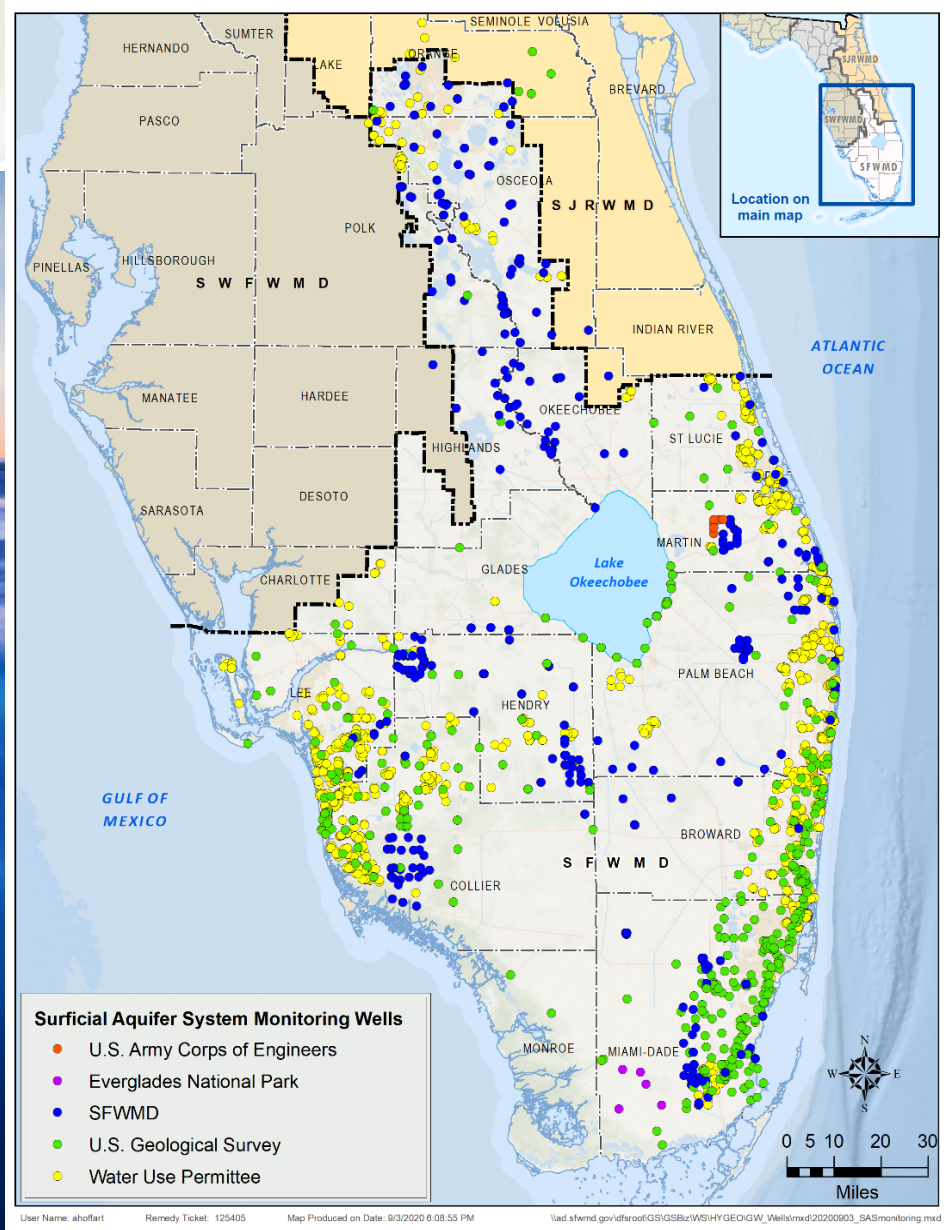 SEMINOLE VOLUSIA
SUMTER
HERNANDO
ORANGE
LAKE
SJRWMD
BREVARD
PASCO
SWFWMD
SFWMD
OSCEOLA
Location on
main map
SJRWMD
POLK
HILLSBOROUGH
PINELLAS
SWFWMD
INDIAN RIVER
ATLANTIC
OCEAN
MANATEE
HARDEE
OKEECHOBEE
ST LUCIE
HIGHLANDS
DESOTO
SARASOTA
MARTIN
GLADES
Lake
Okeechobee
CHARLOTTE
PALM BEACH
LEE
HENDRY
GULF OF
MEXICO
BROWARD
SFWMD
COLLIER
Surficial Aquifer System Monitoring Wells
U.S. Army Corps of Engineers
Everglades National Park
SFWMD
U.S. Geological Survey
Water Use Permittee
MONROE
MIAMI-DADE
N
W E
S
0 5 10 20 30
Miles
User Name: ahoffart Remedy Ticket: 125405 Map Produced on Date: 9/3/2020 6:08:55 PM \\ad.sfwmd.gov\dfsroot\GS\GSBiz\WS\HYGEO\GW_Wells\mxd\20200903_SASmonitoring.mxd